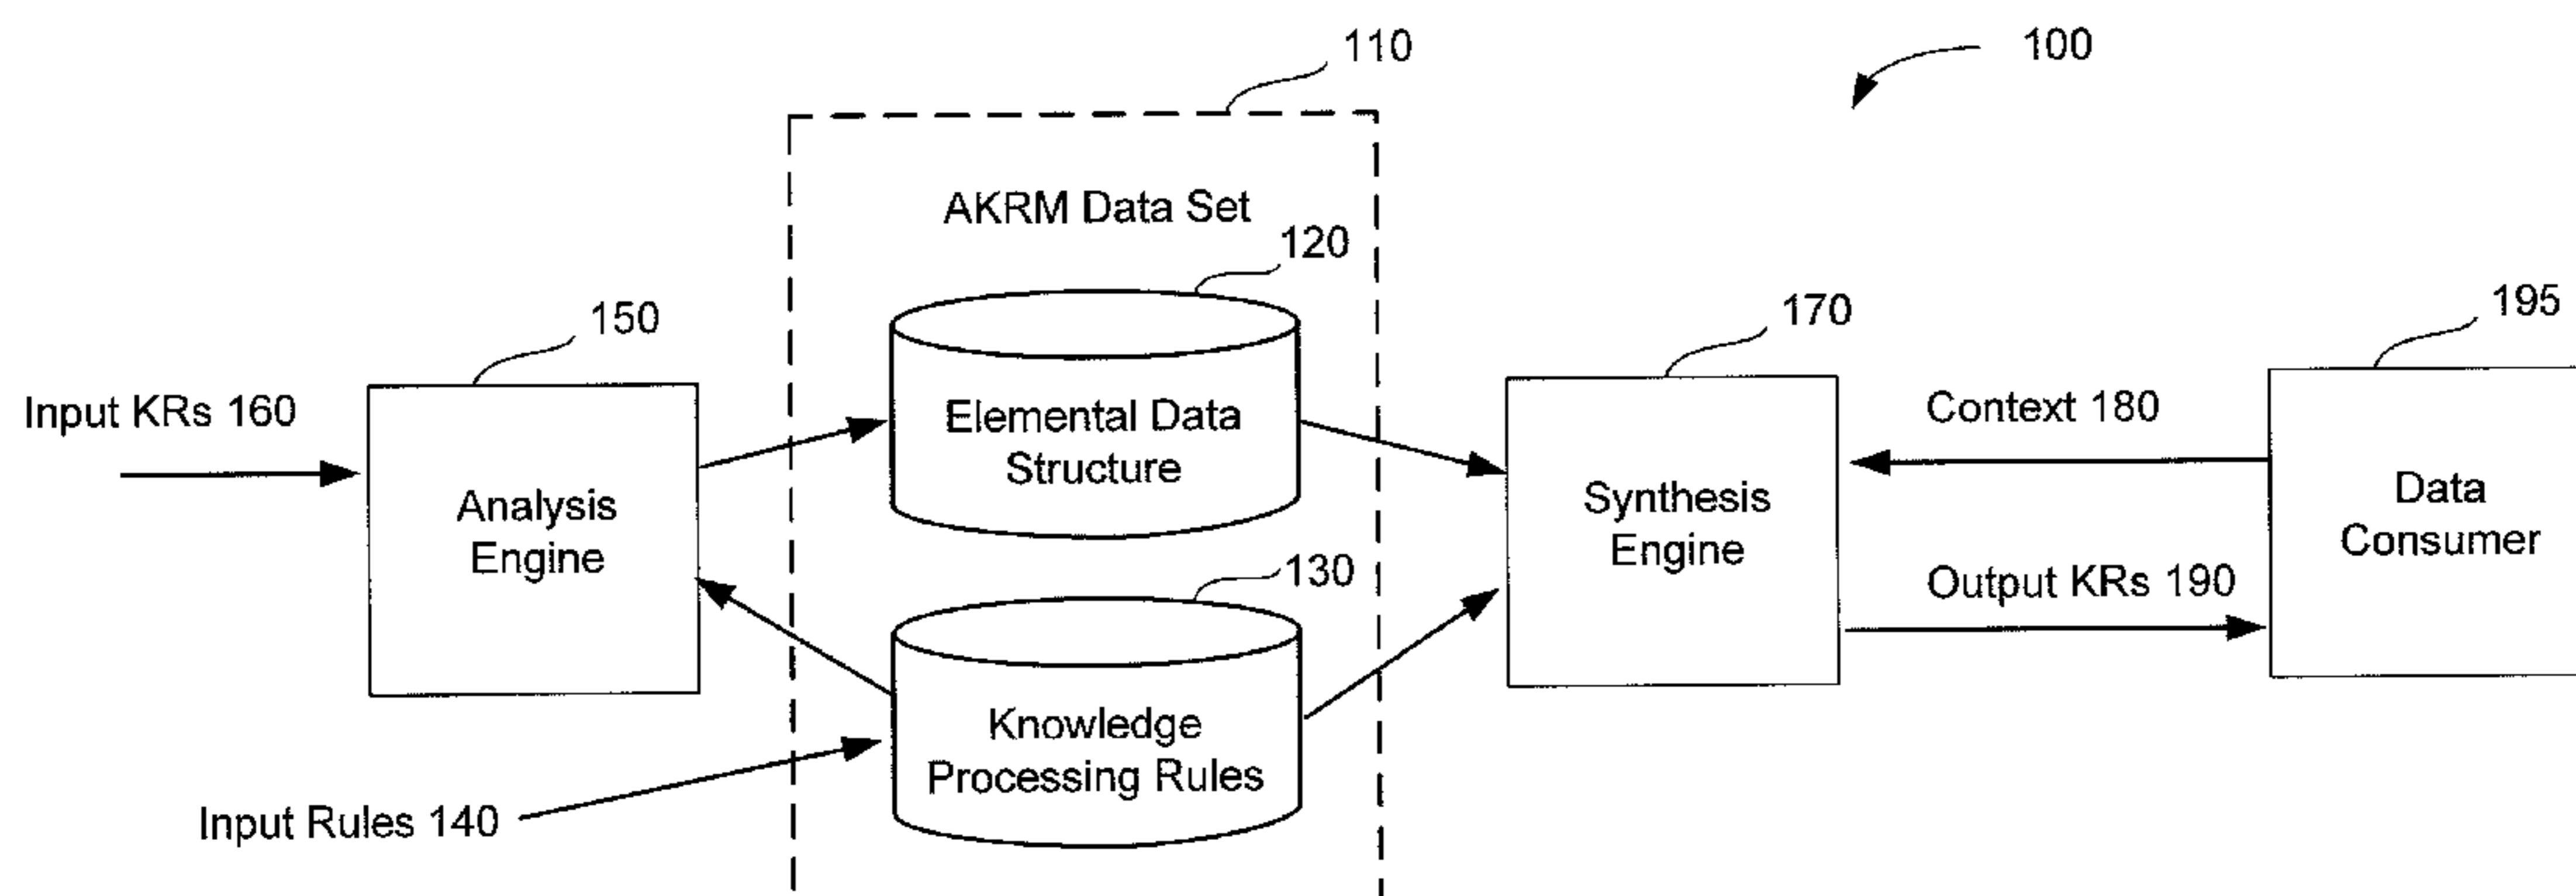 110
100
AKRM Data Set
120
150
170
195
Input KRs 160
Elemental Data
Structure
Context 180
Analysis
Engine
Synthesis
Engine
Data
Consumer
130
Output KRs 190
Knowledge
Processing Rules
Input Rules 140